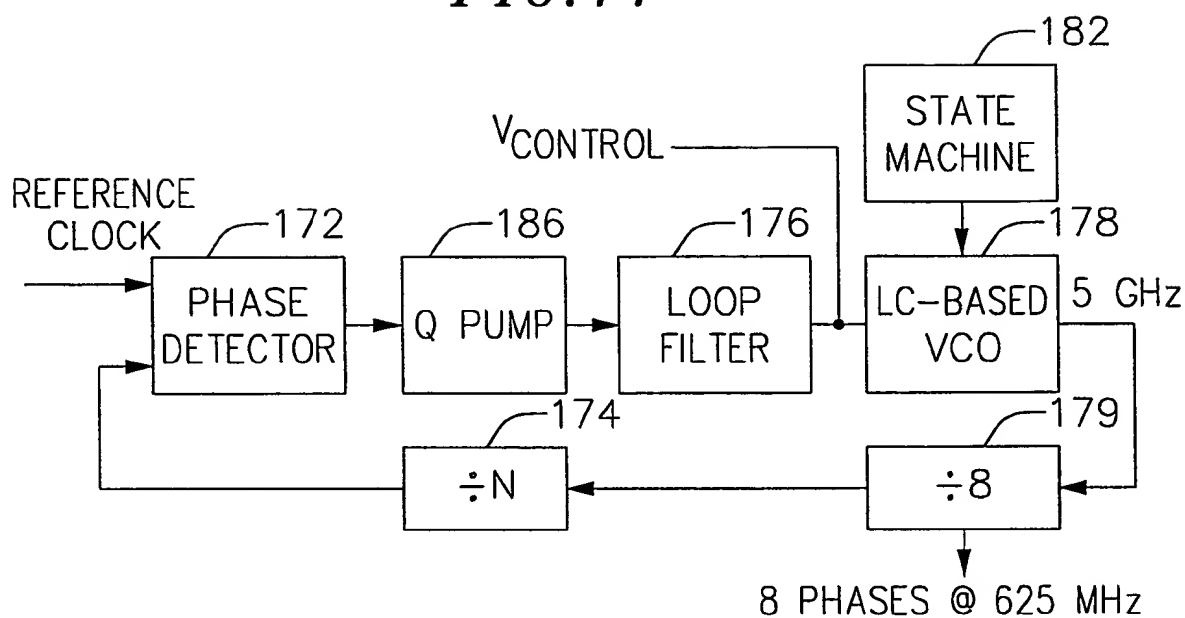 182
STATE
MACHINE
VCONTROL
REFERENCE
CLOCK
172
186
176
178
PHASE
DETECTOR
Q PUMP
LOOP
FILTER
LC-BASED
VCO
5 GHz
174
179
÷N
÷8
8 PHASES @ 625 MHz